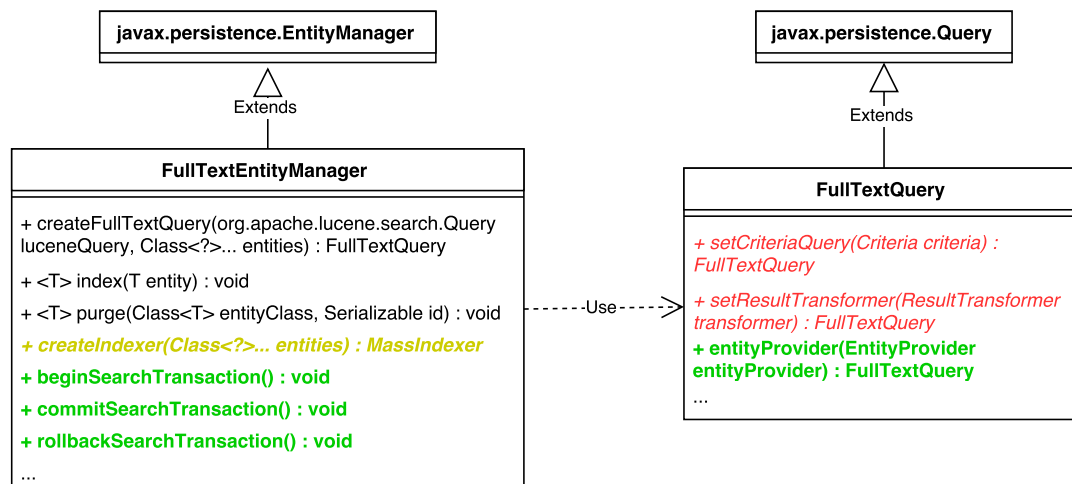 javax.persistence.EntityManager
Extends
FullTextEntityManager
+ createFullTextQuery(org.apache.lucene.search.Query
luceneQuery, Class<?>... entities) : FullTextQuery
+ <T> index(T entity) : void
+ <T> purge(Class<T> entityClass, Serializable id) : void
+ createIndexer(Class<?>... entities) : MassIndexer
+ beginSearchTransaction() : void
+ commitSearchTransaction() : void
+ rollbackSearchTransaction() : void
...
Use
javax.persistence.Query
Extends
FullTextQuery
+ setCriteriaQuery(Criteria criteria) :
FullTextQuery
+ setResultTransformer(ResultTransformer
transformer) : FullTextQuery
+ entityProvider(EntityProvider
entityProvider) : FullTextQuery
...